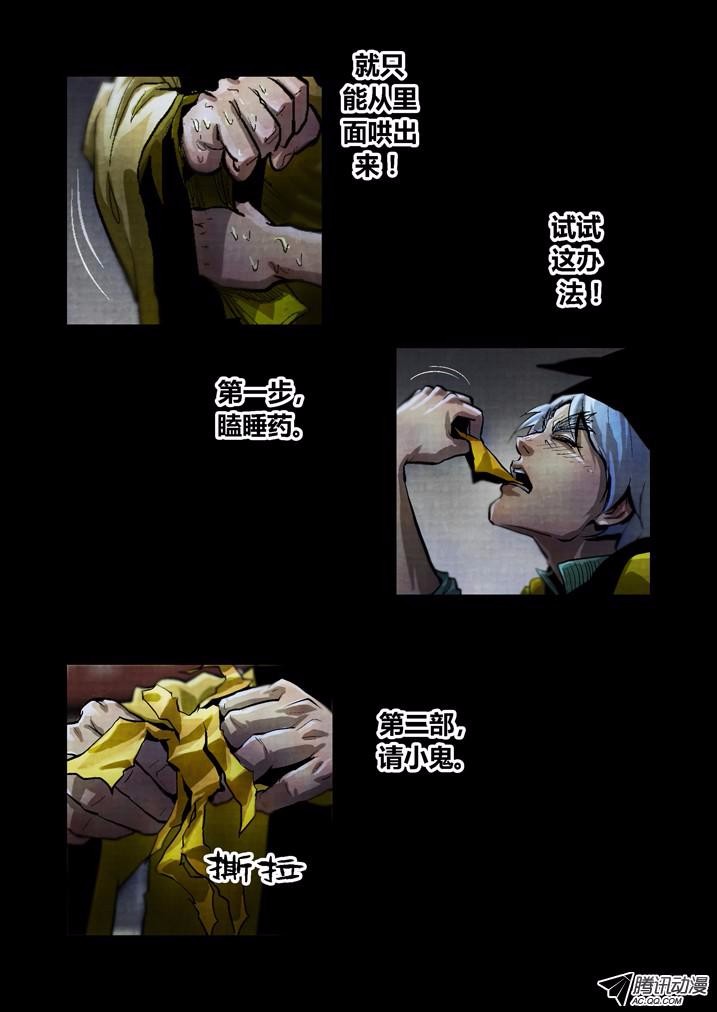 就只
能从里
面哄出
来！
试试
这办
法！
第一步，
瞌睡药。
第二部，
请小鬼。
撕拉
腾讯动漫
AC.QQ.COM